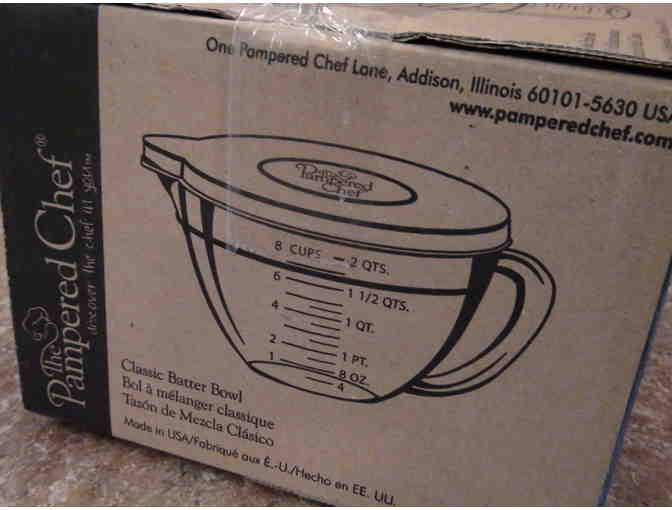 One Pampered Chef Lane, Addison, Illinois 60101-5630 USA
www.pamperedchef.com
The
Pampered Chef®
discover the chef in you™
The
Pampered
Chef
8 CUPS 2 QTS.
6 1 1/2 QTS.
4 1 QT.
2 1 PT.
1 8 OZ.
4
Classic Batter Bowl
Bol à mélanger classique
Tazón de Mezcla Clásico
Made in USA/Fabriqué aux É.-U./Hecho en EE. UU.